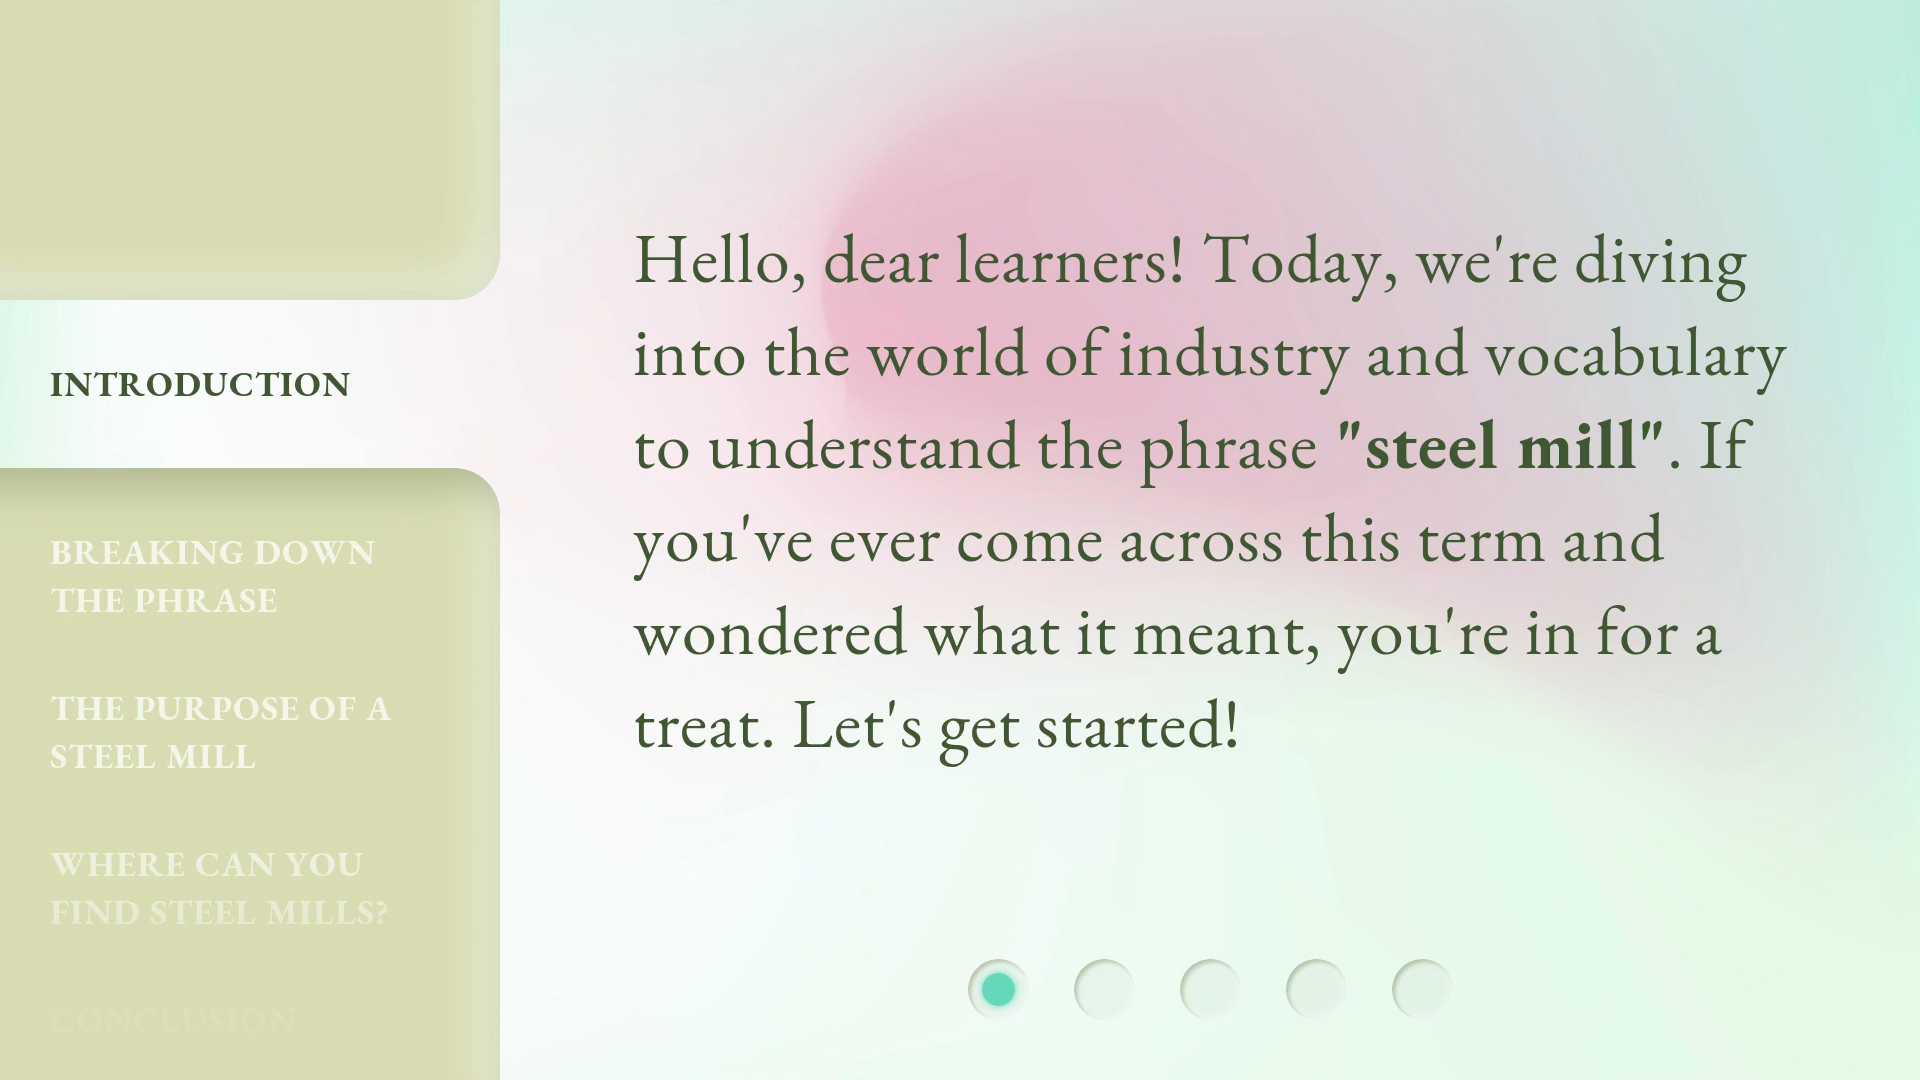 INTRODUCTION
BREAKING DOWN
THE PHRASE
THE PURPOSE OF A
STEEL MILL
WHERE CAN YOU
FIND STEEL MILLS?
CONCLUSION
Hello, dear learners! Today, we're diving
into the world of industry and vocabulary
to understand the phrase "steel mill". If
you've ever come across this term and
wondered what it meant, you're in for a
treat. Let's get started!